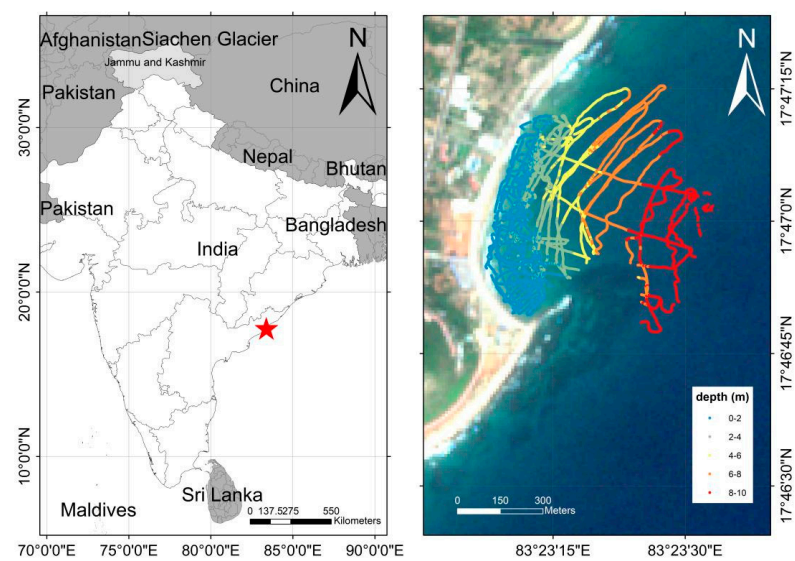 Afghanistan
Siachen Glacier
N
Jammu and Kashmir
China
Pakistan
Nepal
Bhutan
Pakistan
Bangladesh
India
Sri Lanka
Maldives
0 137.5275 550
Kilometers
30°0'0"N
20°0'0"N
10°0'0"N
70°0'0"E 75°0'0"E 80°0'0"E 85°0'0"E 90°0'0"E
N
17°47'15"N
17°47'0"N
17°46'45"N
17°46'30"N
depth (m)
0-2
2-4
4-6
6-8
8-10
0 150 300
Meters
83°23'15"E 83°23'30"E